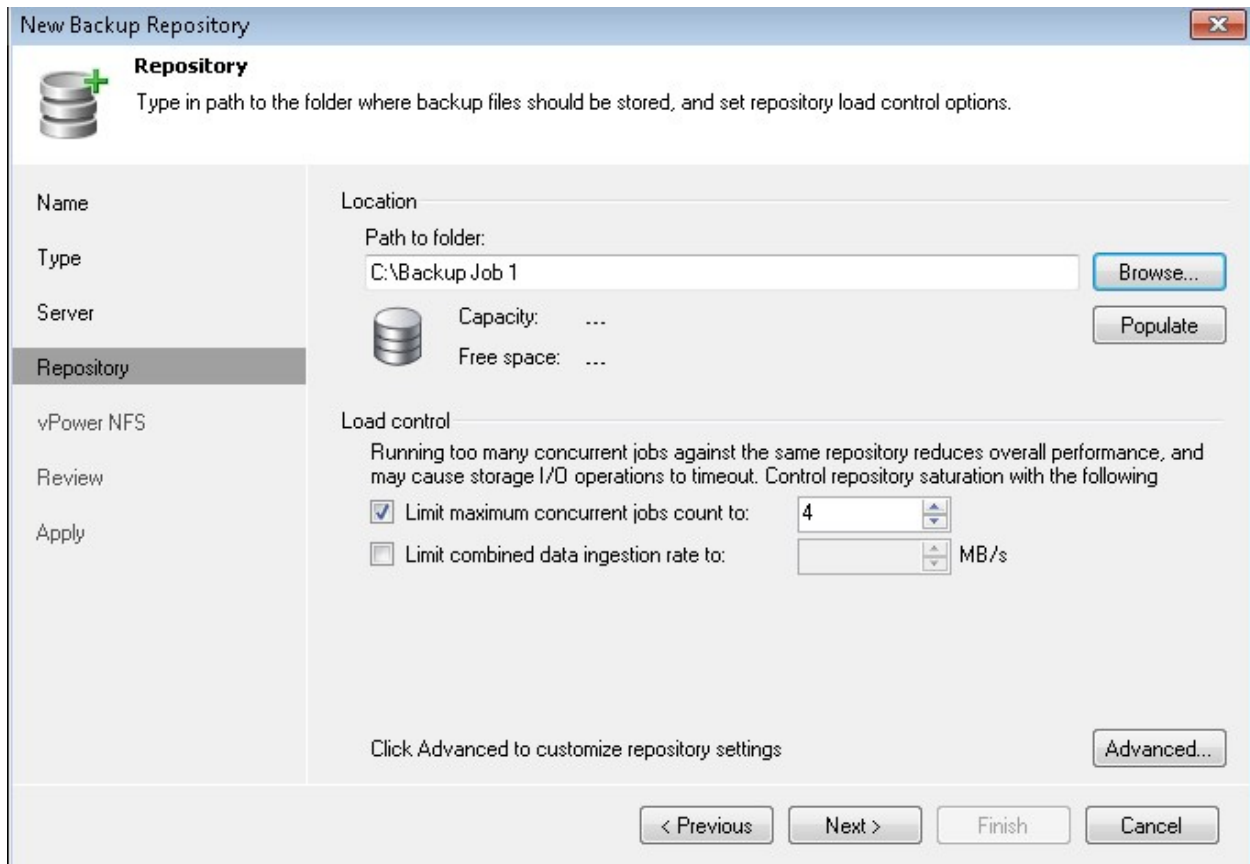 New Backup Repository
Repository
Type in path to the folder where backup files should be stored, and set repository load control options.
Name
Type
Server
Repository
vPower NFS
Review
Apply
Location
Path to folder:
C:\Backup Job 1
Browse...
Capacity: ...
Populate
Free space: ...
Load control
Running too many concurrent jobs against the same repository reduces overall performance, and
may cause storage I/O operations to timeout. Control repository saturation with the following
Limit maximum concurrent jobs count to: 4
Limit combined data ingestion rate to: MB/s
Click Advanced to customize repository settings
Advanced...
< Previous
Next >
Finish
Cancel